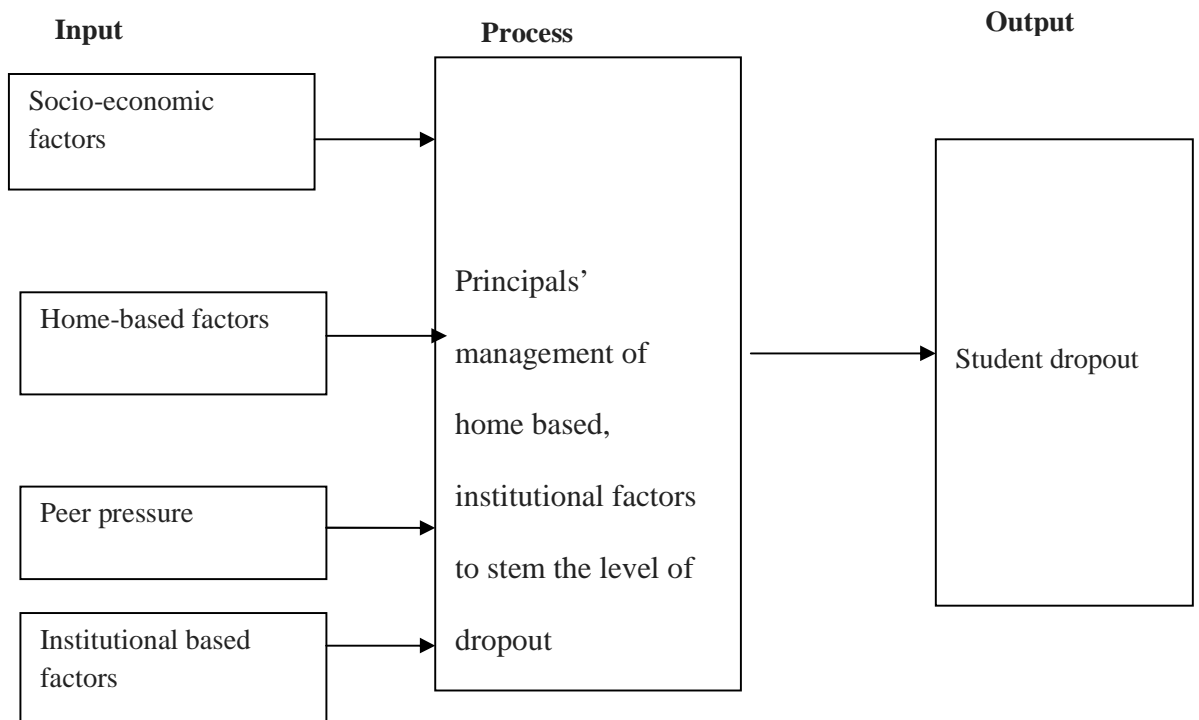 Input
Process
Output
Socio-economic
factors
Home-based factors
Peer pressure
Institutional based
factors
Principals’
management of
home based,
institutional factors
to stem the level of
dropout
Student dropout